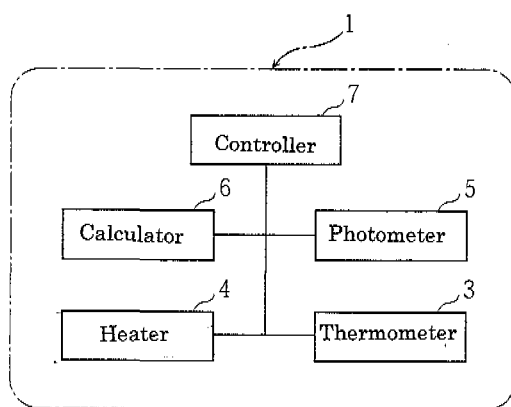 1
7
Controller
6
5
Calculator
Photometer
4
3
Heater
Thermometer